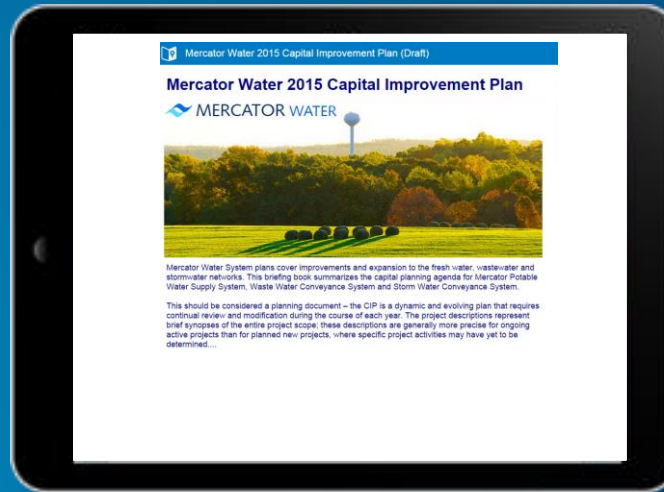 Mercator Water 2015 Capital Improvement Plan (Draft)
Mercator Water 2015 Capital Improvement Plan
MERCATOR WATER
Mercator Water System plans cover improvements and expansion to the fresh water, wastewater and
stormwater networks. This briefing book summarizes the capital planning agenda for Mercator Potable
Water Supply System, Waste Water Conveyance System and Storm Water Conveyance System.
This should be considered a planning document – the CIP is a dynamic and evolving plan that requires
continual review and modification during the course of each year. The project descriptions represent
brief synopses of the entire project scope; these descriptions are generally more precise for ongoing
active projects than for planned new projects, where specific project activities may have yet to be
determined....